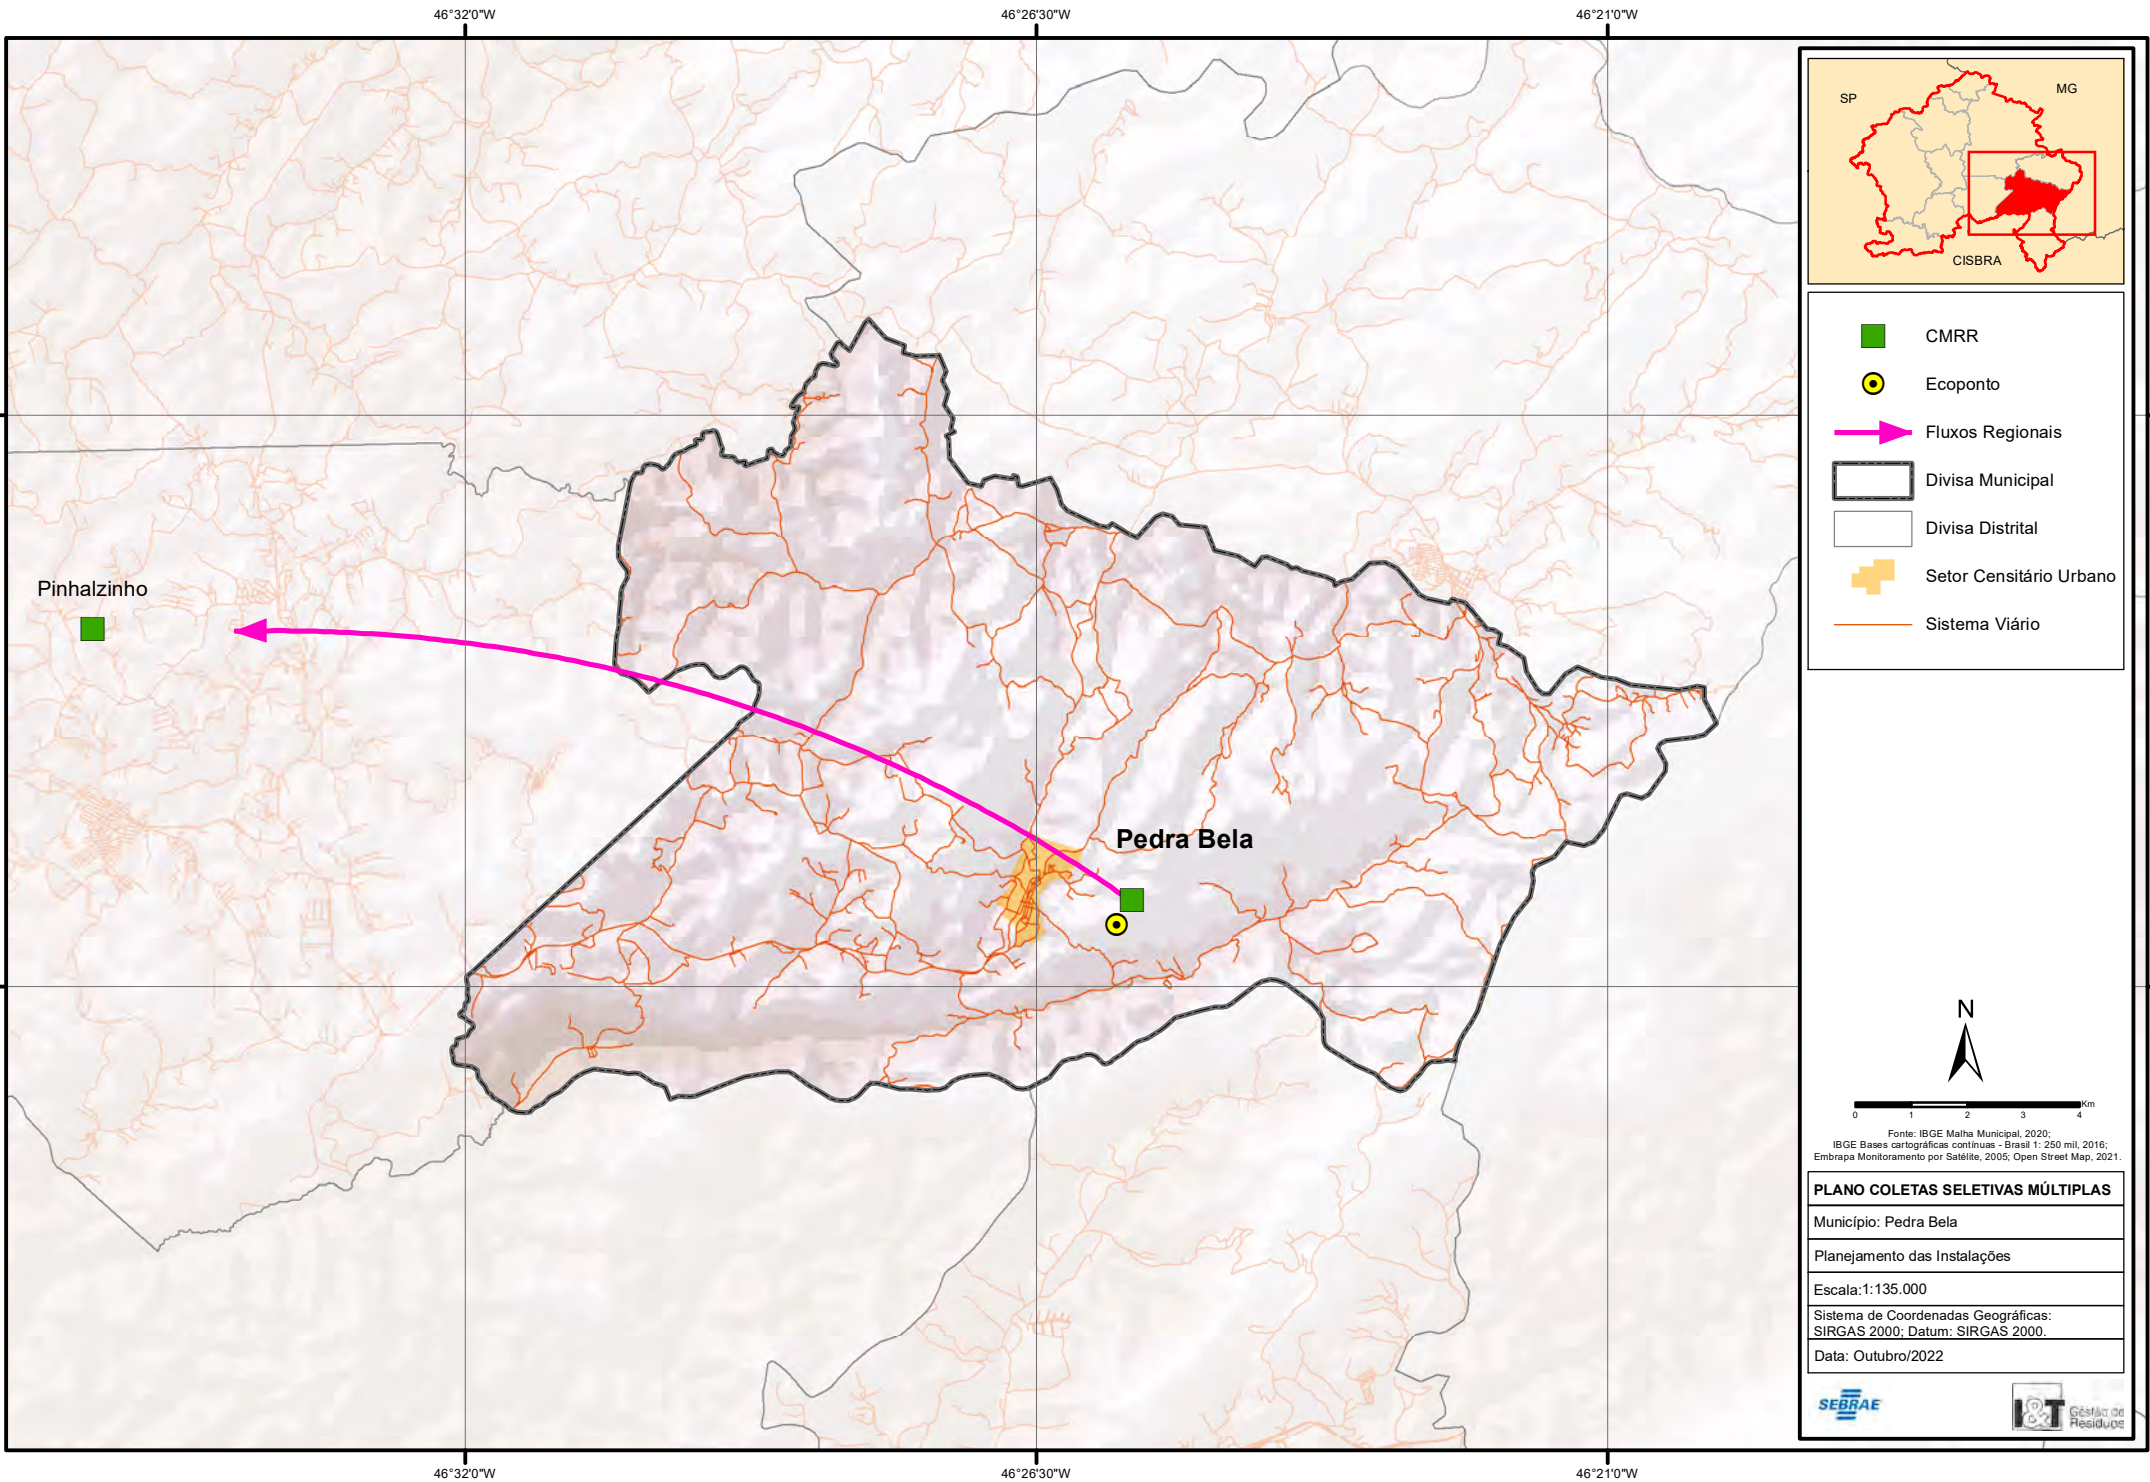 46°32'0"W
46°26'30"W
46°21'0"W
Pinhalzinho
Pedra Bela
SP
MG
CISBRA
CMRR
Ecoponto
Fluxos Regionais
Divisa Municipal
Divisa Distrital
Setor Censitário Urbano
Sistema Viário
N
Km
0 1 2 3 4
Fonte: IBGE Malha Municipal, 2020;
IBGE Bases cartográficas contínuas - Brasil 1: 250 mil, 2016;
Embrapa Monitoramento por Satélite, 2005; Open Street Map, 2021.
PLANO COLETAS SELETIVAS MÚLTIPLAS
Município: Pedra Bela
Planejamento das Instalações
Escala:1:135.000
Sistema de Coordenadas Geográficas:
SIRGAS 2000; Datum: SIRGAS 2000.
Data: Outubro/2022
SEBRAE
I&T
Gestão de
Resíduos
46°32'0"W
46°26'30"W
46°21'0"W